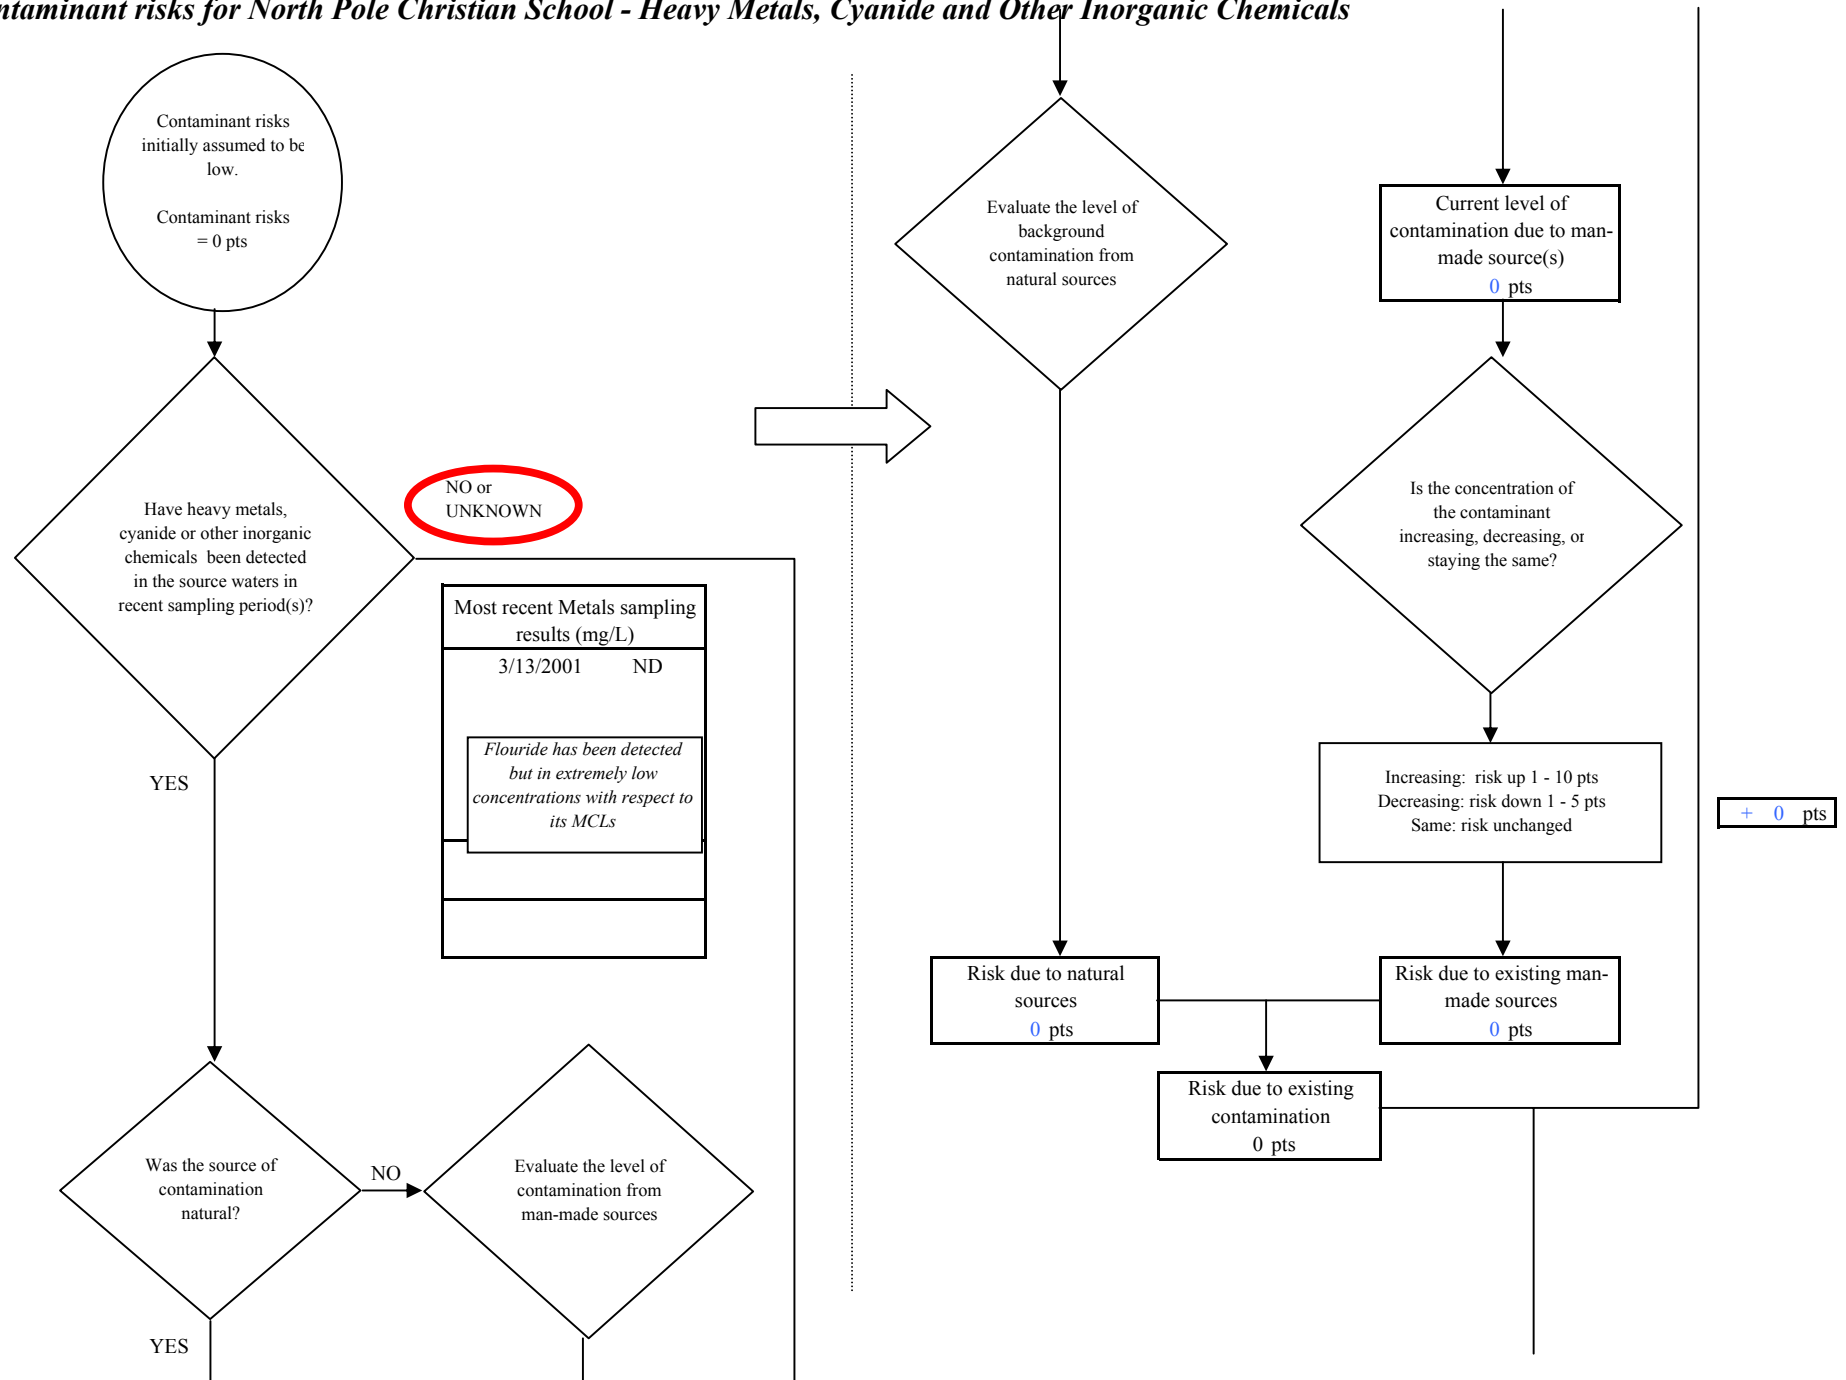 ntaminant risks for North Pole Christian School - Heavy Metals, Cyanide and Other Inorganic Chemicals
Contaminant risks
initially assumed to be
low.
Contaminant risks
= 0 pts
Have heavy metals,
cyanide or other inorganic
chemicals been detected
in the source waters in
recent sampling period(s)?
NO or
UNKNOWN
Most recent Metals sampling
results (mg/L)
3/13/2001 ND
Flouride has been detected
but in extremely low
concentrations with respect to
its MCLs
YES
Was the source of
contamination
natural?
NO
Evaluate the level of
contamination from
man-made sources
YES
Evaluate the level of
background
contamination from
natural sources
Current level of
contamination due to man-
made source(s)
0 pts
Is the concentration of
the contaminant
increasing, decreasing, or
staying the same?
Increasing: risk up 1 - 10 pts
Decreasing: risk down 1 - 5 pts
Same: risk unchanged
+ 0 pts
Risk due to natural
sources
0 pts
Risk due to existing man-
made sources
0 pts
Risk due to existing
contamination
0 pts